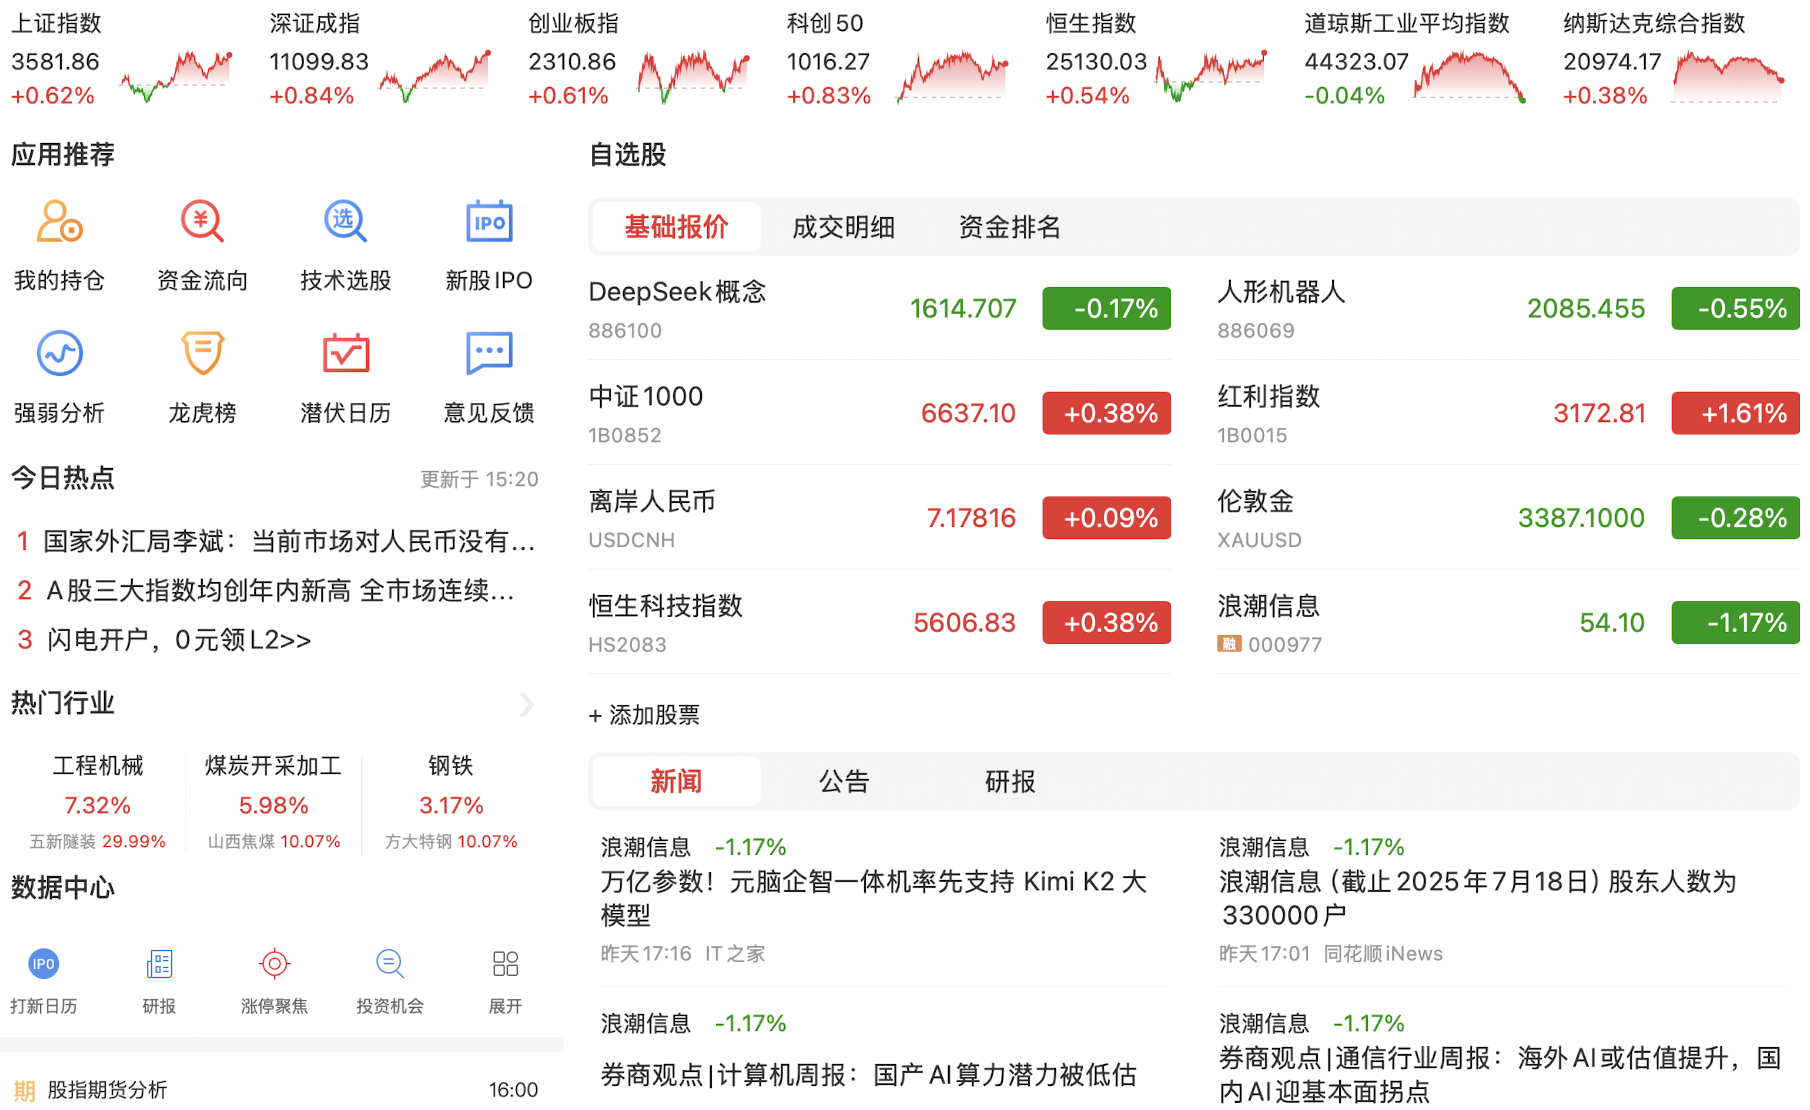 上证指数
3581.86
+0.62%
深证成指
11099.83
+0.84%
创业板指
2310.86
+0.61%
科创50
1016.27
+0.83%
恒生指数
25130.03
+0.54%
道琼斯工业平均指数
44323.07
-0.04%
纳斯达克综合指数
20974.17
+0.38%
应用推荐
我的持仓
¥
资金流向
选
技术选股
IPO
新股IPO
强弱分析
龙虎榜
潜伏日历
意见反馈
今日热点
更新于 15:20
1 国家外汇局李斌：当前市场对人民币没有...
2 A股三大指数均创年内新高 全市场连续...
3 闪电开户，0元领L2>>
热门行业
工程机械
7.32%
五新隧装 29.99%
煤炭开采加工
5.98%
山西焦煤 10.07%
钢铁
3.17%
方大特钢 10.07%
数据中心
IPO
打新日历
研报
涨停聚焦
投资机会
展开
期 股指期货分析 16:00
自选股
基础报价 成交明细 资金排名
DeepSeek概念
886100
1614.707 -0.17%
人形机器人
886069
2085.455 -0.55%
中证1000
1B0852
6637.10 +0.38%
红利指数
1B0015
3172.81 +1.61%
离岸人民币
USDCNH
7.17816 +0.09%
伦敦金
XAUUSD
3387.1000 -0.28%
恒生科技指数
HS2083
5606.83 +0.38%
浪潮信息
融 000977
54.10 -1.17%
+ 添加股票
新闻 公告 研报
浪潮信息 -1.17%
万亿参数！元脑企智一体机率先支持 Kimi K2 大
模型
昨天17:16 IT之家
浪潮信息 -1.17%
浪潮信息（截止2025年7月18日）股东人数为
330000户
昨天17:01 同花顺iNews
浪潮信息 -1.17%
券商观点|计算机周报：国产AI算力潜力被低估
浪潮信息 -1.17%
券商观点|通信行业周报：海外AI或估值提升，国
内AI迎基本面拐点